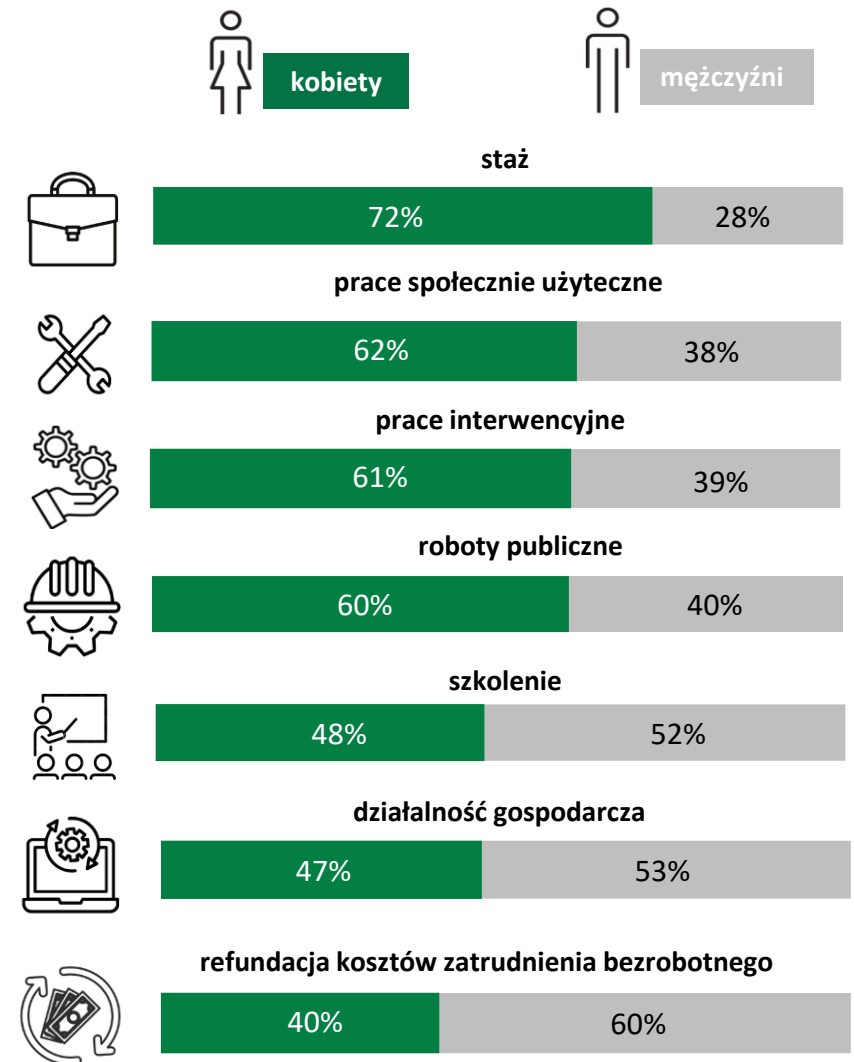 kobiety
mężczyźni
staż
72% 28%
prace społecznie użyteczne
62% 38%
prace interwencyjne
61% 39%
roboty publiczne
60% 40%
szkolenie
48% 52%
działalność gospodarcza
47% 53%
refundacja kosztów zatrudnienia bezrobotnego
40% 60%